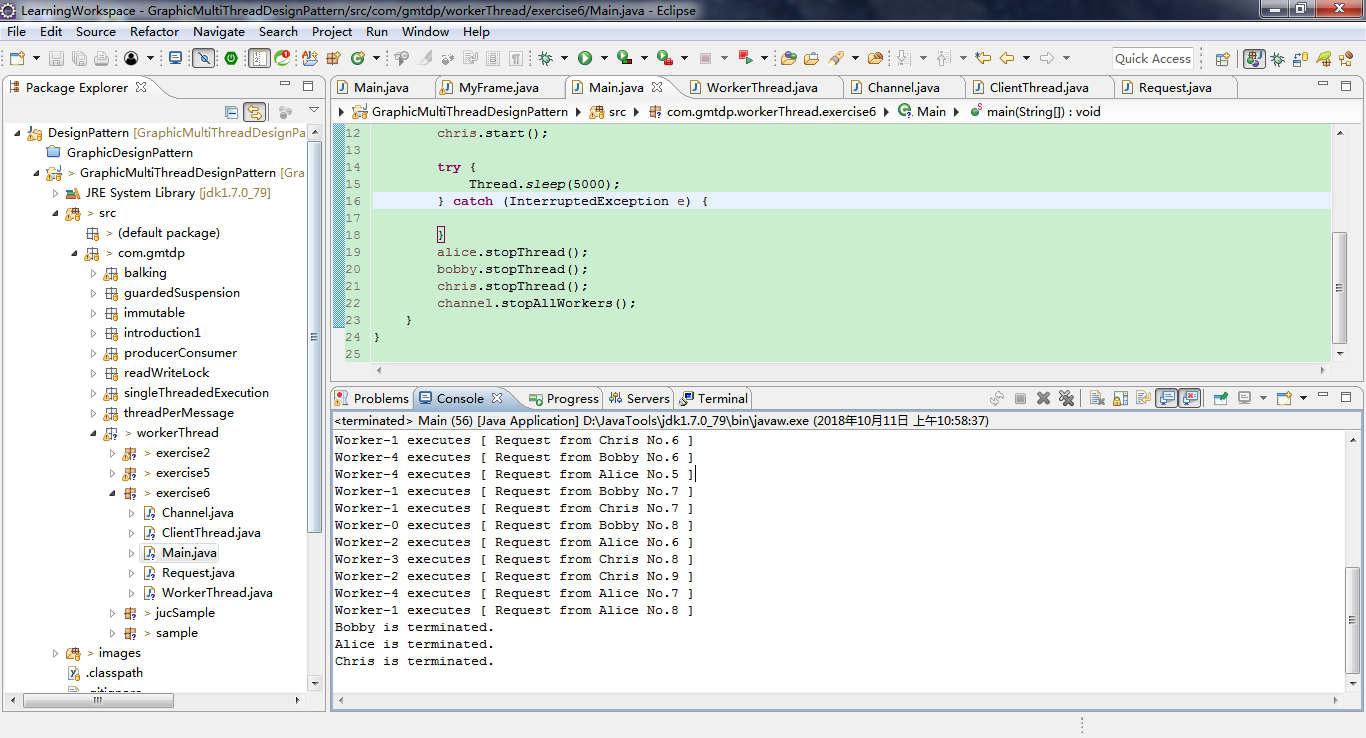 LearningWorkspace - GraphicMultiThreadDesignPattern/src/com/gmtdp/workerThread/exercise6/Main.java - Eclipse
File Edit Source Refactor Navigate Search Project Run Window Help
Quick Access
Package Explorer
DesignPattern [GraphicMultiThreadDesignPa
GraphicDesignPattern
> GraphicMultiThreadDesignPattern [Gra
JRE System Library [jdk1.7.0_79]
> src
> (default package)
> com.gmtdp
balking
guardedSuspension
immutable
introduction1
producerConsumer
readWriteLock
singleThreadedExecution
threadPerMessage
> workerThread
> exercise2
> exercise5
> exercise6
Channel.java
ClientThread.java
Main.java
Request.java
WorkerThread.java
> jucSample
> sample
> images
.classpath
.gitignore
Main.java MyFrame.java Main.java WorkerThread.java Channel.java ClientThread.java Request.java
GraphicMultiThreadDesignPattern src com.gmtdp.workerThread.exercise6 Main main(String[]) : void
12 chris.start();
13
14 try {
15 Thread.sleep(5000);
16 } catch (InterruptedException e) {
17
18 }
19 alice.stopThread();
20 bobby.stopThread();
21 chris.stopThread();
22 channel.stopAllWorkers();
23 }
24 }
25
Problems Console Progress Servers Terminal
<terminated> Main (56) [Java Application] D:\JavaTools\jdk1.7.0_79\bin\javaw.exe (2018年10月11日 上午10:58:37)
Worker-1 executes [ Request from Chris No.6 ]
Worker-4 executes [ Request from Bobby No.6 ]
Worker-4 executes [ Request from Alice No.5 ]
Worker-1 executes [ Request from Bobby No.7 ]
Worker-1 executes [ Request from Chris No.7 ]
Worker-0 executes [ Request from Bobby No.8 ]
Worker-2 executes [ Request from Alice No.6 ]
Worker-3 executes [ Request from Chris No.8 ]
Worker-2 executes [ Request from Chris No.9 ]
Worker-4 executes [ Request from Alice No.7 ]
Worker-1 executes [ Request from Alice No.8 ]
Bobby is terminated.
Alice is terminated.
Chris is terminated.